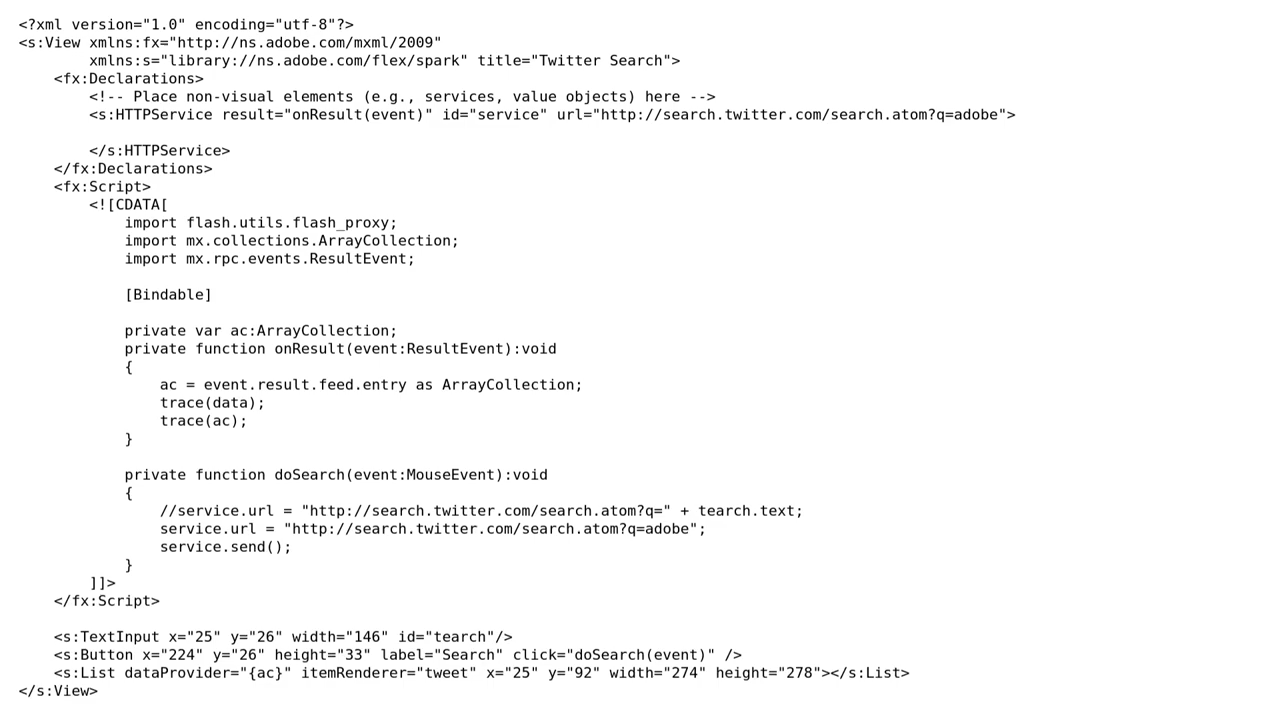 <?xml version="1.0" encoding="utf-8"?>
<s:View xmlns:fx="http://ns.adobe.com/mxml/2009"
        xmlns:s="library://ns.adobe.com/flex/spark" title="Twitter Search">
    <fx:Declarations>
        <!-- Place non-visual elements (e.g., services, value objects) here -->
        <s:HTTPService result="onResult(event)" id="service" url="http://search.twitter.com/search.atom?q=adobe">

        </s:HTTPService>
    </fx:Declarations>
    <fx:Script>
        <![CDATA[
            import flash.utils.flash_proxy;
            import mx.collections.ArrayCollection;
            import mx.rpc.events.ResultEvent;

            [Bindable]

            private var ac:ArrayCollection;
            private function onResult(event:ResultEvent):void
            {
                ac = event.result.feed.entry as ArrayCollection;
                trace(data);
                trace(ac);
            }

            private function doSearch(event:MouseEvent):void
            {
                //service.url = "http://search.twitter.com/search.atom?q=" + tearch.text;
                service.url = "http://search.twitter.com/search.atom?q=adobe";
                service.send();
            }
        ]]>
    </fx:Script>

    <s:TextInput x="25" y="26" width="146" id="tearch"/>
    <s:Button x="224" y="26" height="33" label="Search" click="doSearch(event)" />
    <s:List dataProvider="{ac}" itemRenderer="tweet" x="25" y="92" width="274" height="278"></s:List>
</s:View>